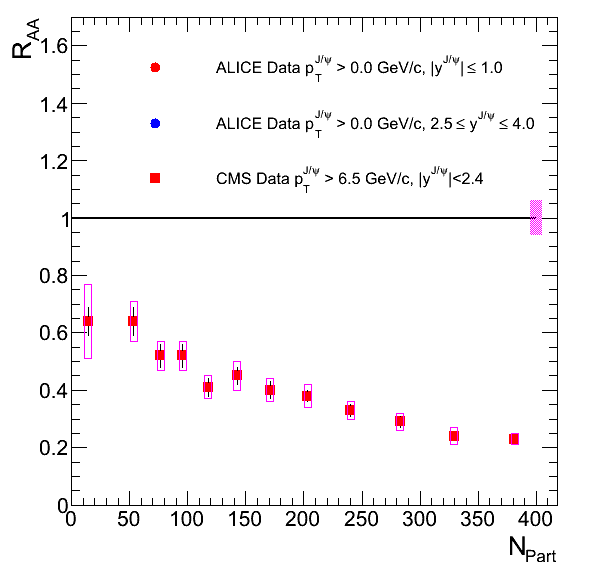 R_AA
1.6
ALICE Data p_T^J/ψ > 0.0 GeV/c, |y^J/ψ| ≤ 1.0
1.4
ALICE Data p_T^J/ψ > 0.0 GeV/c, 2.5 ≤ y^J/ψ ≤ 4.0
1.2
CMS Data p_T^J/ψ > 6.5 GeV/c, |y^J/ψ|<2.4
1
0.8
0.6
0.4
0.2
0
0 50 100 150 200 250 300 350 400
N_Part